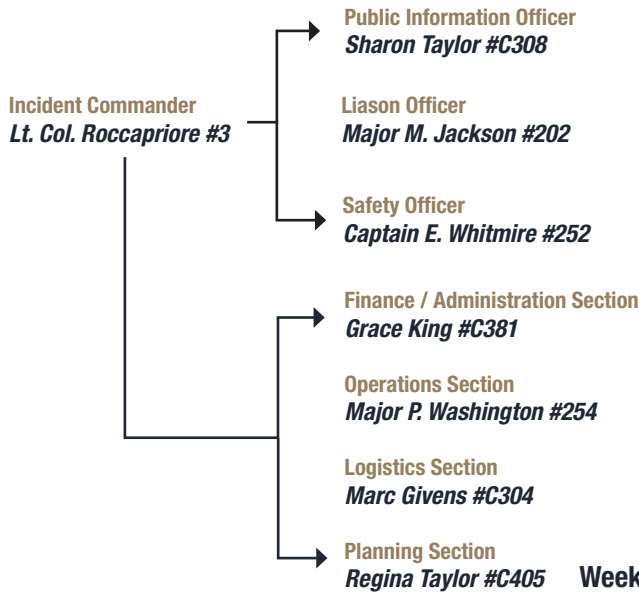 Public Information Officer
Sharon Taylor #C308
Incident Commander
Lt. Col. Roccapriore #3
Liason Officer
Major M. Jackson #202
Safety Officer
Captain E. Whitmire #252
Finance / Administration Section
Grace King #C381
Operations Section
Major P. Washington #254
Logistics Section
Marc Givens #C304
Planning Section
Regina Taylor #C405
Week